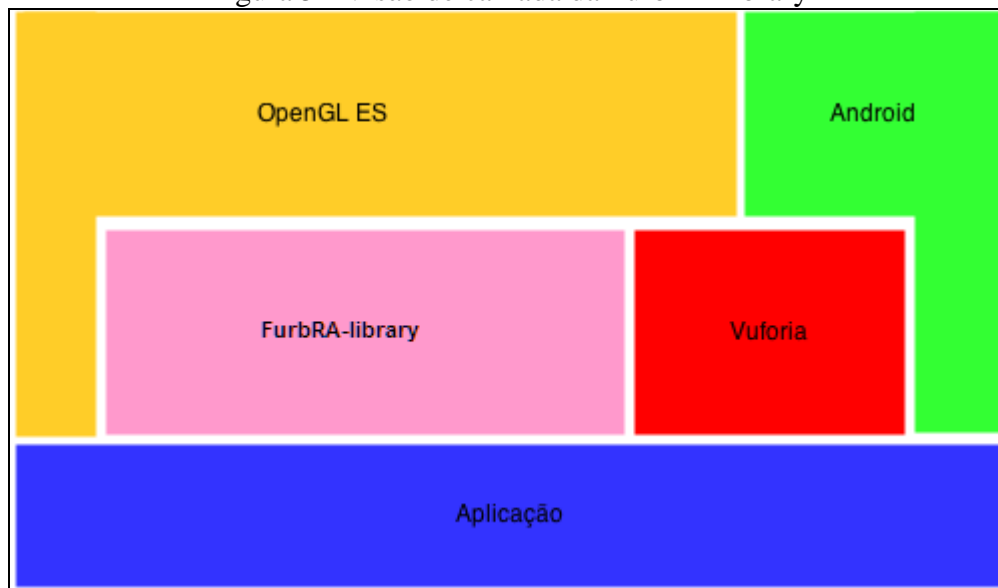 OpenGL ES
Android
FurbRA-library
Vuforia
Aplicação